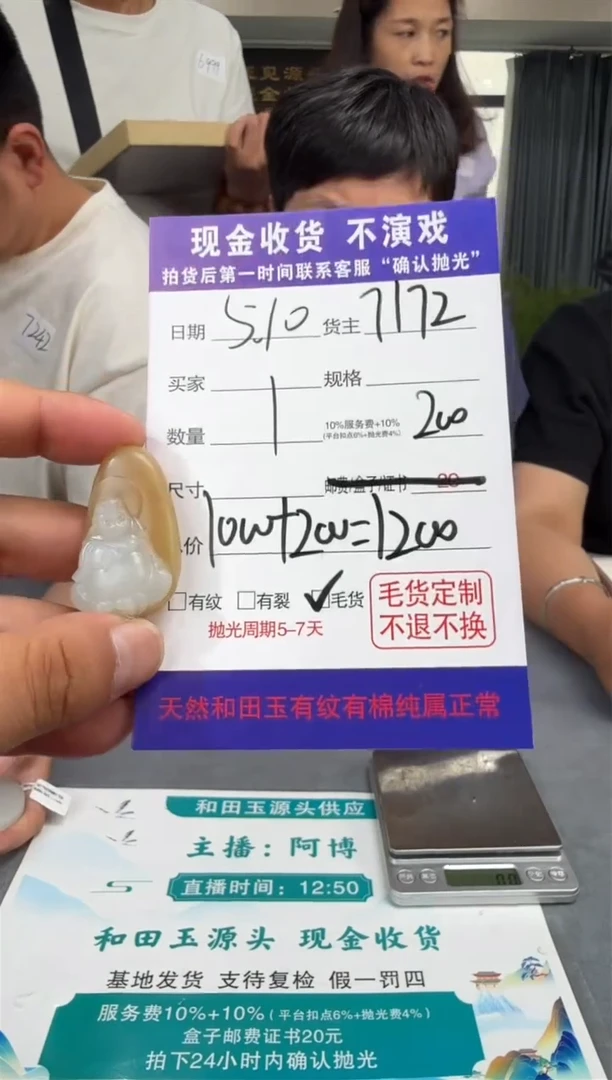 6499
见源
金
7242
现金收货 不演戏
拍货后第一时间联系客服“确认抛光”
日期 5.10 货主 7172
买家 规格
数量 1 10%服务费+10% 200
(平台扣点6%+抛光费4%)
尺寸 邮费/盒子/证书 20
价 1000+200=1200
□有纹 □有裂 ✓毛货
抛光周期5-7天
毛货定制
不退不换
天然和田玉有纹有棉纯属正常
和田玉源头供应
主播：阿博
直播时间：12:50
和田玉源头 现金收货
基地发货 支待复检 假一罚四
服务费10%+10%(平台扣点6%+抛光费4%)
盒子邮费证书20元
拍下24小时内确认抛光
0.0